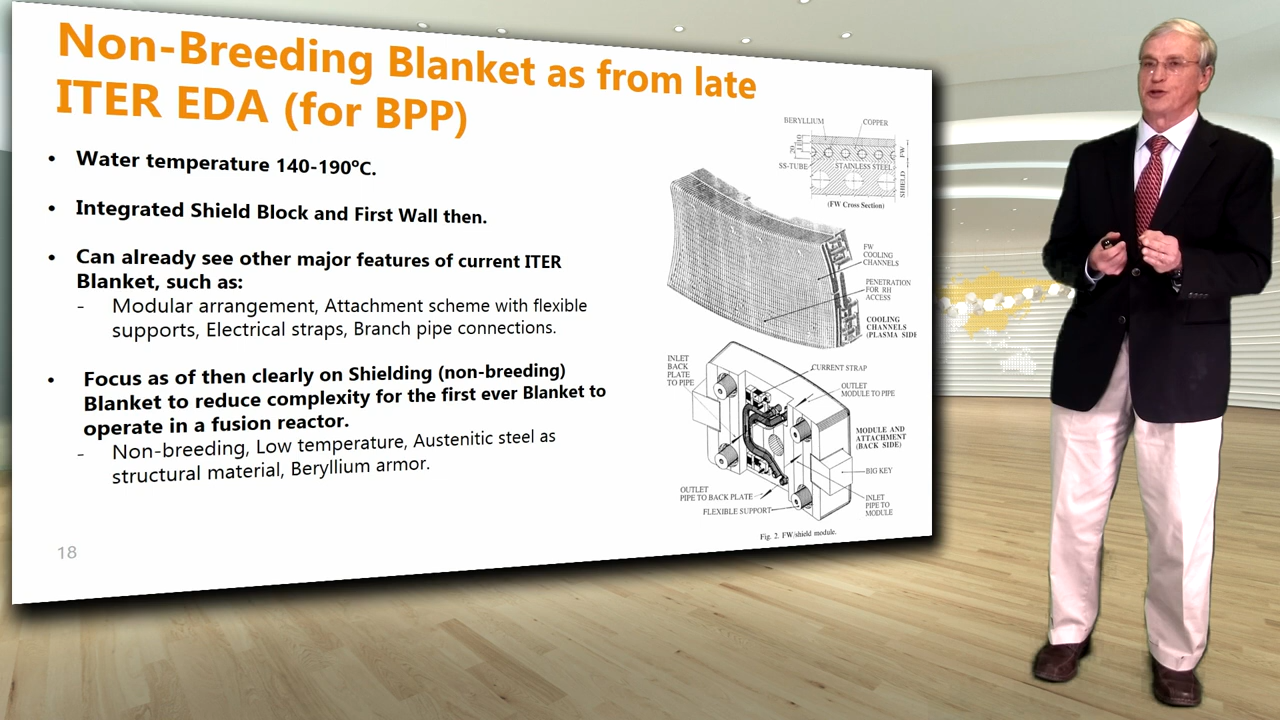 Non-Breeding Blanket as from late
ITER EDA (for BPP)
• Water temperature 140-190ºC.
• Integrated Shield Block and First Wall then.
• Can already see other major features of current ITER
Blanket, such as:
- Modular arrangement, Attachment scheme with flexible
supports, Electrical straps, Branch pipe connections.
• Focus as of then clearly on Shielding (non-breeding)
Blanket to reduce complexity for the first ever Blanket to
operate in a fusion reactor.
- Non-breeding, Low temperature, Austenitic steel as
structural material, Beryllium armor.
18
BERYLLIUM
COPPER
SS-TUBE
STAINLESS STEEL
FW
SHIELD
(FW Cross Section)
FW
COOLING
CHANNELS
PENETRATION
FOR RH
ACCESS
COOLING
CHANNELS
(PLASMA SIDE
INLET
BACK
PLATE
TO PIPE
CURRENT STRAP
OUTLET
MODULE TO PIPE
MODULE AND
ATTACHMENT
(BACK SIDE)
BIG KEY
OUTLET
PIPE TO BACK PLATE
FLEXIBLE SUPPORT
INLET
PIPE TO
MODULE
Fig. 2. FW/shield module.